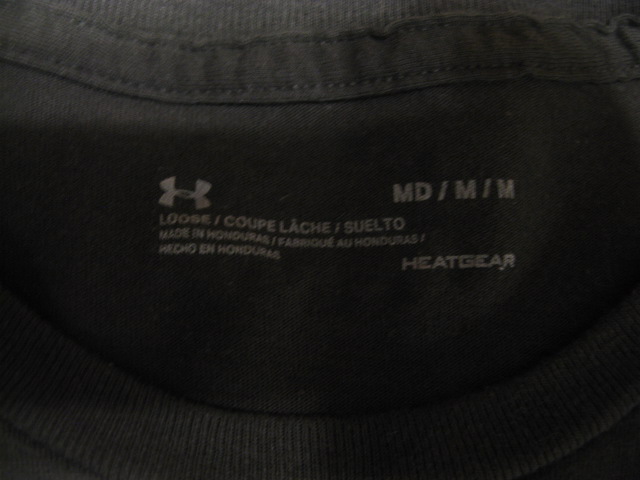 MD / M / M
LOOSE / COUPE LÂCHE / SUELTO
MADE IN HONDURAS / FABRIQUÉ AU HONDURAS /
HECHO EN HONDURAS
HEATGEAR